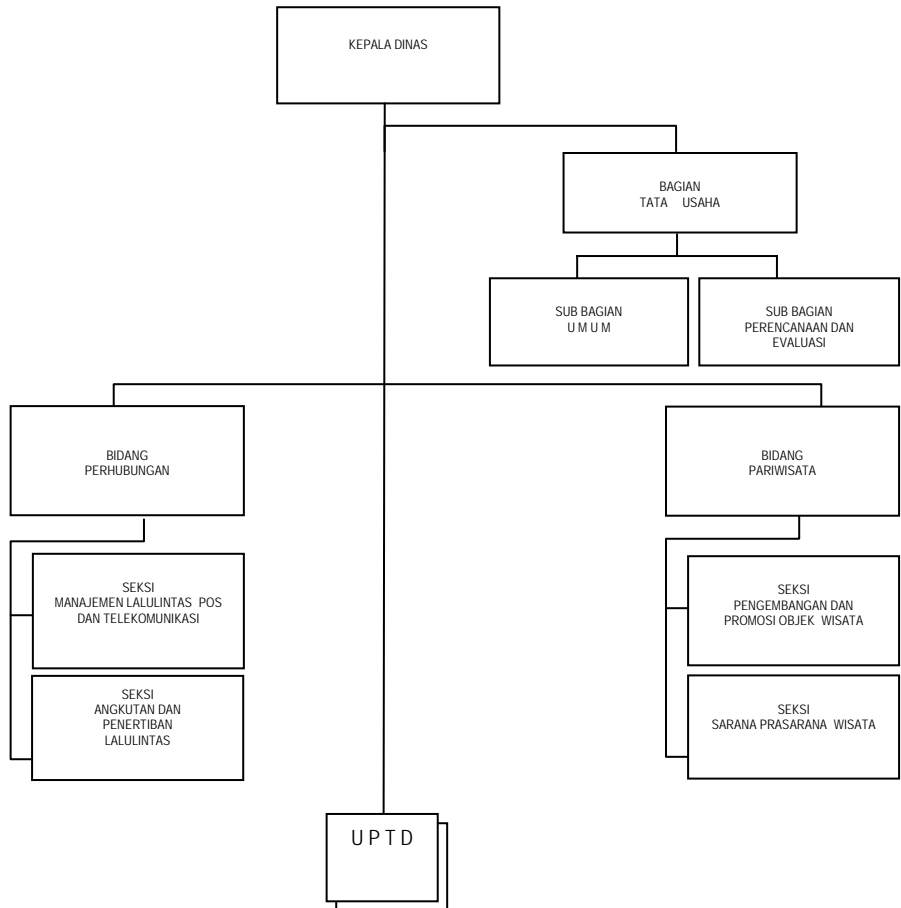 KEPALA DINAS
BAGIAN
TATA USAHA
SUB BAGIAN
U M U M
SUB BAGIAN
PERENCANAAN DAN
EVALUASI
BIDANG
PERHUBUNGAN
BIDANG
PARIWISATA
SEKSI
MANAJEMEN LALULINTAS POS
DAN TELEKOMUNIKASI
SEKSI
PENGEMBANGAN DAN
PROMOSI OBJEK WISATA
SEKSI
ANGKUTAN DAN
PENERTIBAN
LALULINTAS
SEKSI
SARANA PRASARANA WISATA
U P T D